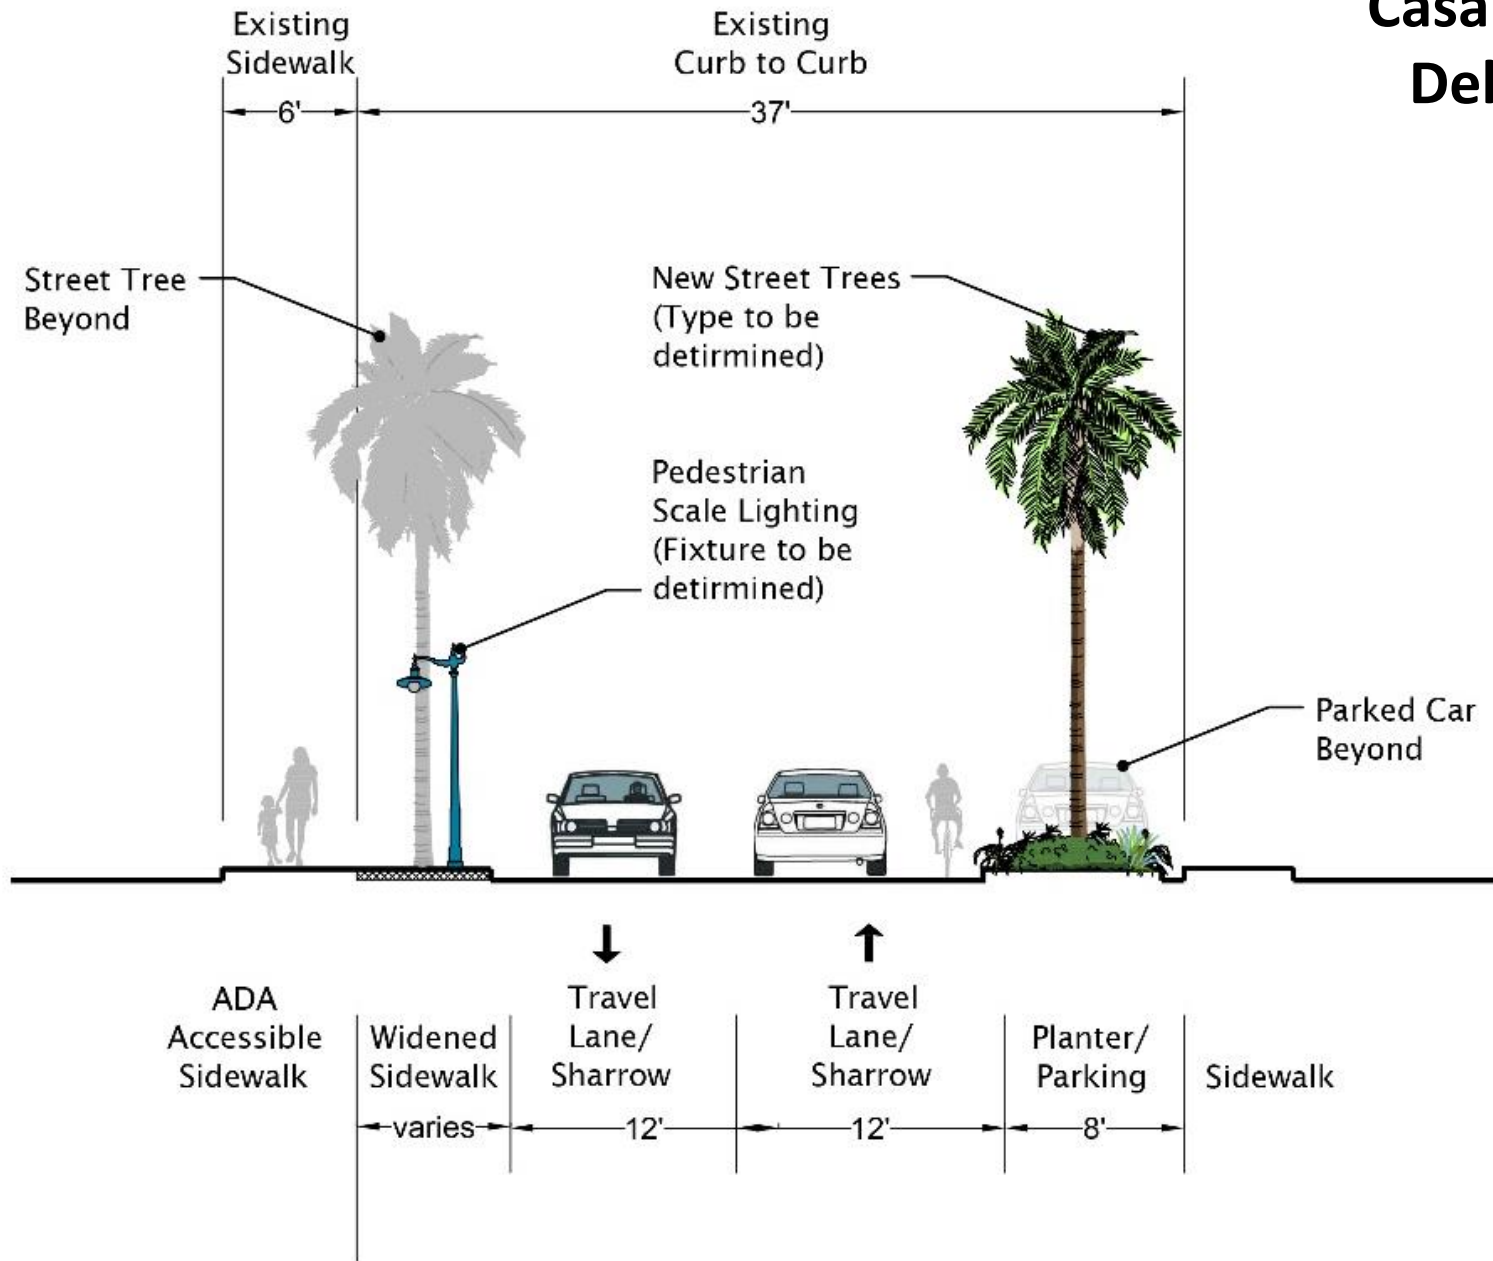 Casa
Del
Existing
Sidewalk
Existing
Curb to Curb
6'
37'
Street Tree
Beyond
New Street Trees
(Type to be
detirmined)
Pedestrian
Scale Lighting
(Fixture to be
detirmined)
Parked Car
Beyond
ADA
Accessible
Sidewalk
Widened
Sidewalk
Travel
Lane/
Sharrow
Travel
Lane/
Sharrow
Planter/
Parking
Sidewalk
varies
12'
12'
8'